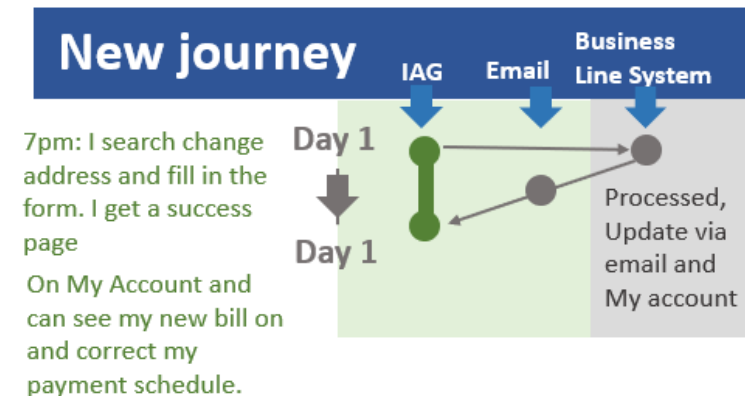 New journey
IAG
Email
Business
Line System
7pm: I search change
address and fill in the
form. I get a success
page
On My Account and
can see my new bill on
and correct my
payment schedule.
Day 1
Day 1
Processed,
Update via
email and
My account